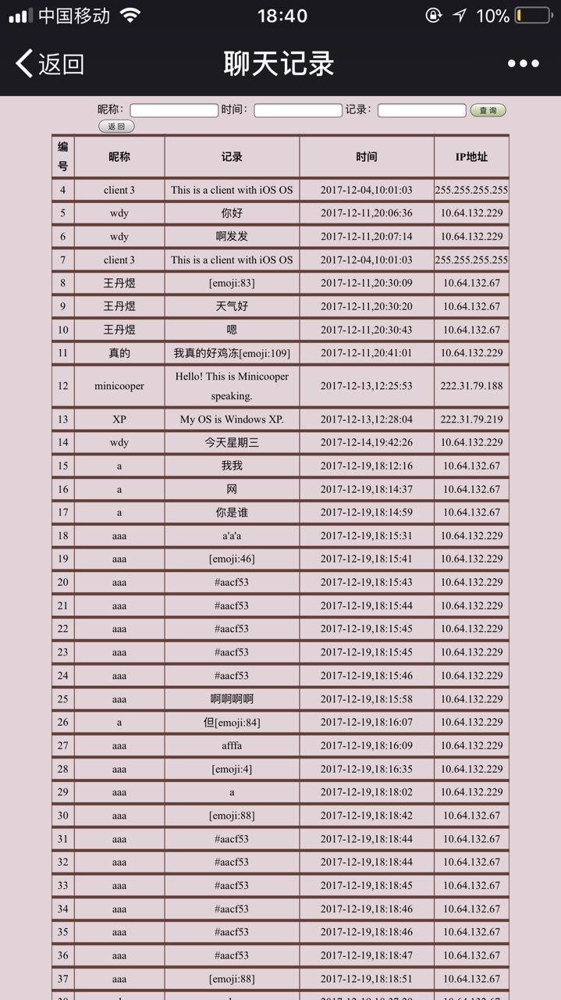 中国移动 18:40 10%
返回 聊天记录
昵称： 时间： 记录： 查 询
返 回
编号 昵称 记录 时间 IP地址
4 client 3 This is a client with iOS OS 2017-12-04,10:01:03 255.255.255.255
5 wdy 你好 2017-12-11,20:06:36 10.64.132.229
6 wdy 啊发发 2017-12-11,20:07:14 10.64.132.229
7 client 3 This is a client with iOS OS 2017-12-04,10:01:03 255.255.255.255
8 王丹煜 [emoji:83] 2017-12-11,20:30:09 10.64.132.67
9 王丹煜 天气好 2017-12-11,20:30:20 10.64.132.67
10 王丹煜 嗯 2017-12-11,20:30:43 10.64.132.67
11 真的 我真的好鸡冻[emoji:109] 2017-12-11,20:41:01 10.64.132.229
12 minicooper Hello! This is Minicooper speaking. 2017-12-13,12:25:53 222.31.79.188
13 XP My OS is Windows XP. 2017-12-13,12:28:04 222.31.79.219
14 wdy 今天星期三 2017-12-14,19:42:26 10.64.132.229
15 a 我我 2017-12-19,18:12:16 10.64.132.67
16 a 网 2017-12-19,18:14:37 10.64.132.67
17 a 你是谁 2017-12-19,18:14:59 10.64.132.67
18 aaa a'a'a 2017-12-19,18:15:31 10.64.132.229
19 aaa [emoji:46] 2017-12-19,18:15:41 10.64.132.229
20 aaa #aacf53 2017-12-19,18:15:43 10.64.132.229
21 aaa #aacf53 2017-12-19,18:15:44 10.64.132.229
22 aaa #aacf53 2017-12-19,18:15:45 10.64.132.229
23 aaa #aacf53 2017-12-19,18:15:45 10.64.132.229
24 aaa #aacf53 2017-12-19,18:15:46 10.64.132.229
25 aaa 啊啊啊啊 2017-12-19,18:15:58 10.64.132.229
26 a 但[emoji:84] 2017-12-19,18:16:07 10.64.132.229
27 aaa afffa 2017-12-19,18:16:09 10.64.132.229
28 aaa [emoji:4] 2017-12-19,18:16:35 10.64.132.229
29 aaa a 2017-12-19,18:18:02 10.64.132.229
30 aaa [emoji:88] 2017-12-19,18:18:42 10.64.132.67
31 aaa #aacf53 2017-12-19,18:18:44 10.64.132.67
32 aaa #aacf53 2017-12-19,18:18:44 10.64.132.67
33 aaa #aacf53 2017-12-19,18:18:45 10.64.132.67
34 aaa #aacf53 2017-12-19,18:18:46 10.64.132.67
35 aaa #aacf53 2017-12-19,18:18:46 10.64.132.67
36 aaa #aacf53 2017-12-19,18:18:47 10.64.132.67
37 aaa [emoji:88] 2017-12-19,18:18:51 10.64.132.67